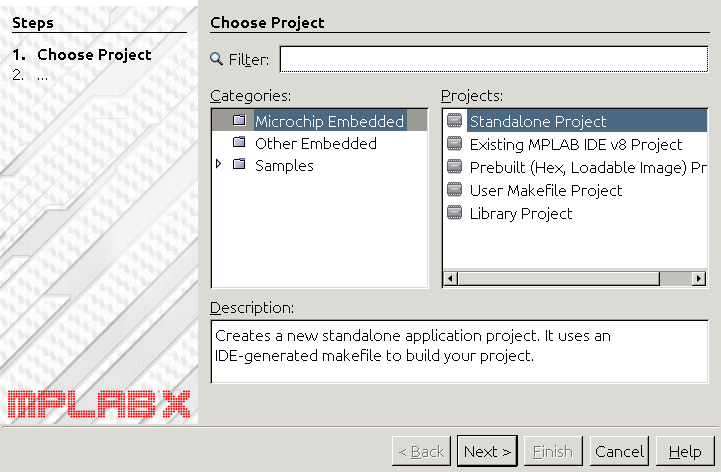 Steps
1. Choose Project
2. ...
MPLAB X
Choose Project
Filter:
Categories:
Microchip Embedded
Other Embedded
Samples
Projects:
Standalone Project
Existing MPLAB IDE v8 Project
Prebuilt (Hex, Loadable Image) Pr
User Makefile Project
Library Project
Description:
Creates a new standalone application project. It uses an
IDE-generated makefile to build your project.
< Back Next > Finish Cancel Help